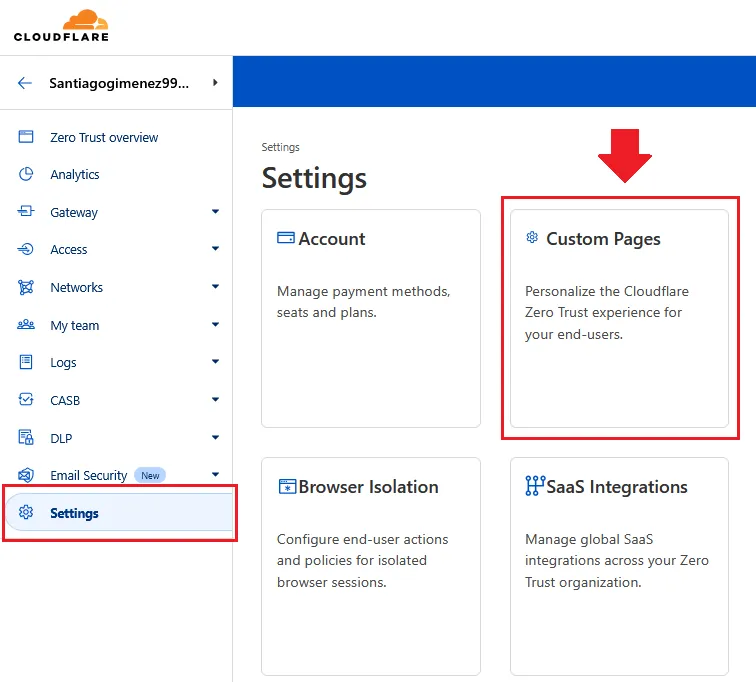 CLOUDFLARE
Santiagogimenez99...
Zero Trust overview
Analytics
Gateway
Access
Networks
My team
Logs
CASB
DLP
Email Security New
Settings
Settings
Settings
Account
Manage payment methods,
seats and plans.
Custom Pages
Personalize the Cloudflare
Zero Trust experience for
your end-users.
Browser Isolation
Configure end-user actions
and policies for isolated
browser sessions.
SaaS Integrations
Manage global SaaS
integrations across your Zero
Trust organization.